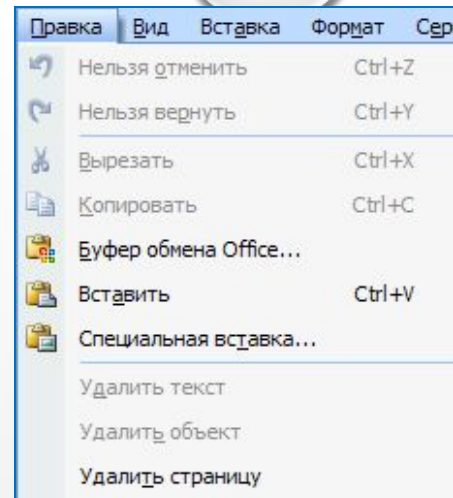 Правка Вид Вставка Формат Сер
Нельзя отменить Ctrl+Z
Нельзя вернуть Ctrl+Y
Вырезать Ctrl+X
Копировать Ctrl+C
Буфер обмена Office...
Вставить Ctrl+V
Специальная вставка...
Удалить текст
Удалить объект
Удалить страницу